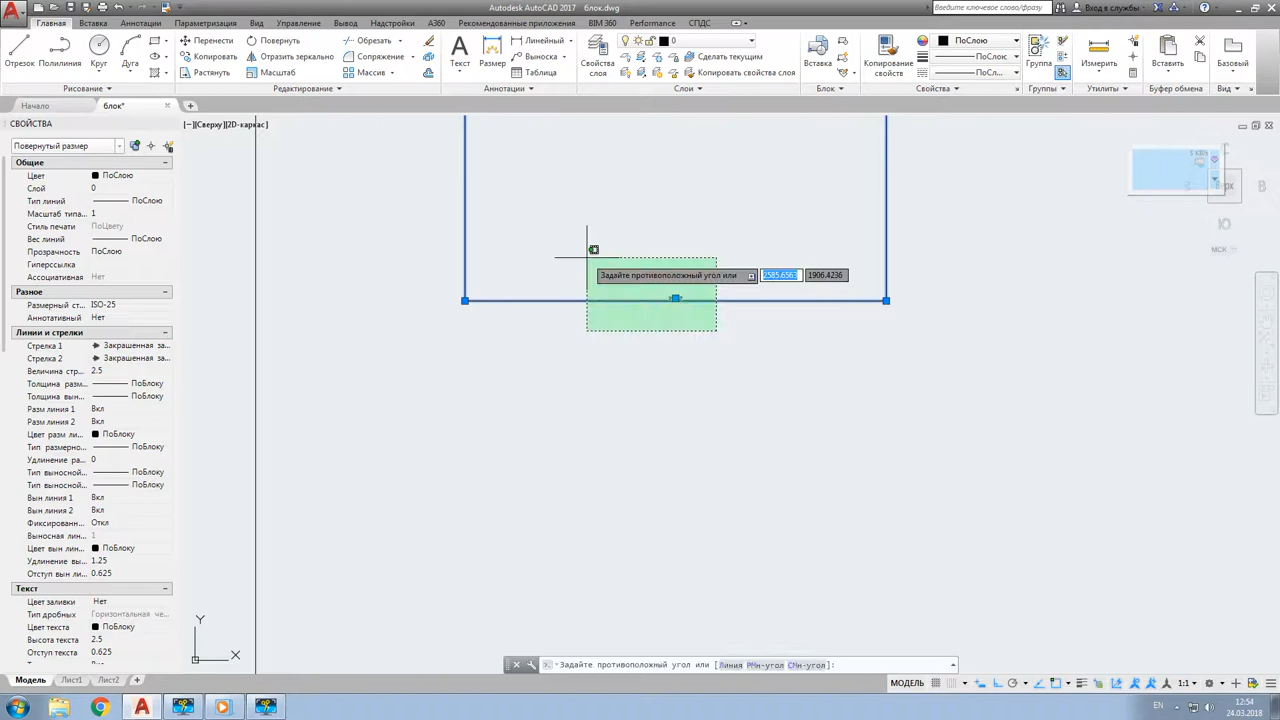 Autodesk AutoCAD 2017 блок.dwg
Введите ключевое слово/фразу
Вход в службы
Главная Вставка Аннотации Параметризация Вид Управление Вывод Надстройки A360 Рекомендованные приложения BIM 360 Performance СПДС
Отрезок Полилиния Круг Дуга
Перенести Повернуть Обрезать
Копировать Отразить зеркально Сопряжение
Растянуть Масштаб Массив
Текст Размер
Линейный
Выноска
Таблица
Свойства слоя
0
Сделать текущим
Копировать свойства слоя
Вставка
Копирование свойств
ПоСлою
ПоСлою
ПоСл...
Группа
Измерить
Вставить
Базовый
Рисование Редактирование Аннотации Слои Блок Свойства Группы Утилиты Буфер обмена Вид
Начало блок*
СВОЙСТВА [−][Сверху][2D-каркас]
Повернутый размер
Общие
Цвет ПоСлою
Слой 0
Тип линий ПоСлою
Масштаб типа... 1
Стиль печати ПоЦвету
Вес линий ПоСлою
Прозрачность ПоСлою
Гиперссылка
Ассоциативная Нет
Разное
Размерный ст... ISO-25
Аннотативный Нет
Линии и стрелки
Стрелка 1 Закрашенная за...
Стрелка 2 Закрашенная за...
Величина стр... 2.5
Толщина разм... ПоБлоку
Толщина вын... ПоБлоку
Разм линия 1 Вкл
Разм линия 2 Вкл
Цвет разм ли... ПоБлоку
Тип размерно... ПоБлоку
Удлинение ра... 0
Тип выносной... ПоБлоку
Тип выносной... ПоБлоку
Вын линия 1 Вкл
Вын линия 2 Вкл
Фиксированн... Откл
Выносная лин... 1
Цвет вын лин... ПоБлоку
Удлинение вы... 1.25
Отступ вын ли... 0.625
Текст
Цвет заливки Нет
Тип дробных Горизонтальная че...
Цвет текста ПоБлоку
Высота текста 2.5
Отступ текста 0.625
Задайте противоположный угол или 2585.6563 1906.4236
В
Ю
МСК
Y
X
Задайте противоположный угол или [Линия РМн-угол СМн-угол]:
Модель Лист1 Лист2 +
МОДЕЛЬ 1:1
EN 12:54
24.03.2018